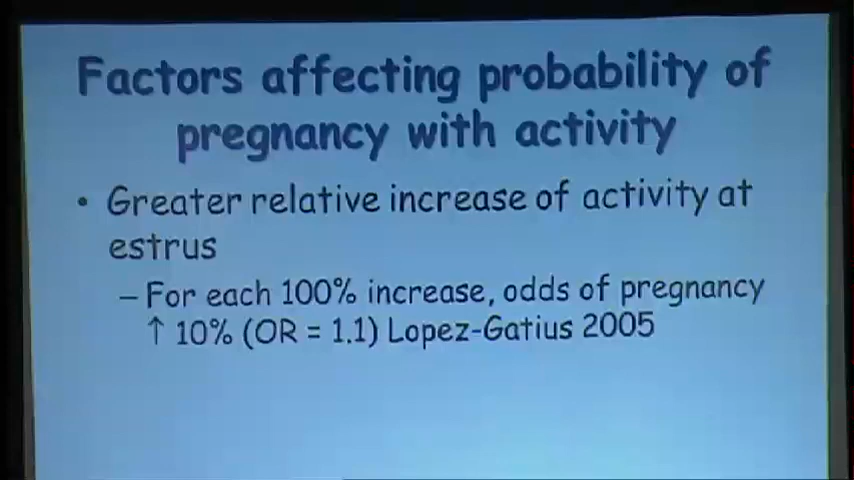 Factors affecting probability of
pregnancy with activity
• Greater relative increase of activity at
estrus
– For each 100% increase, odds of pregnancy
↑ 10% (OR = 1.1) Lopez-Gatius 2005